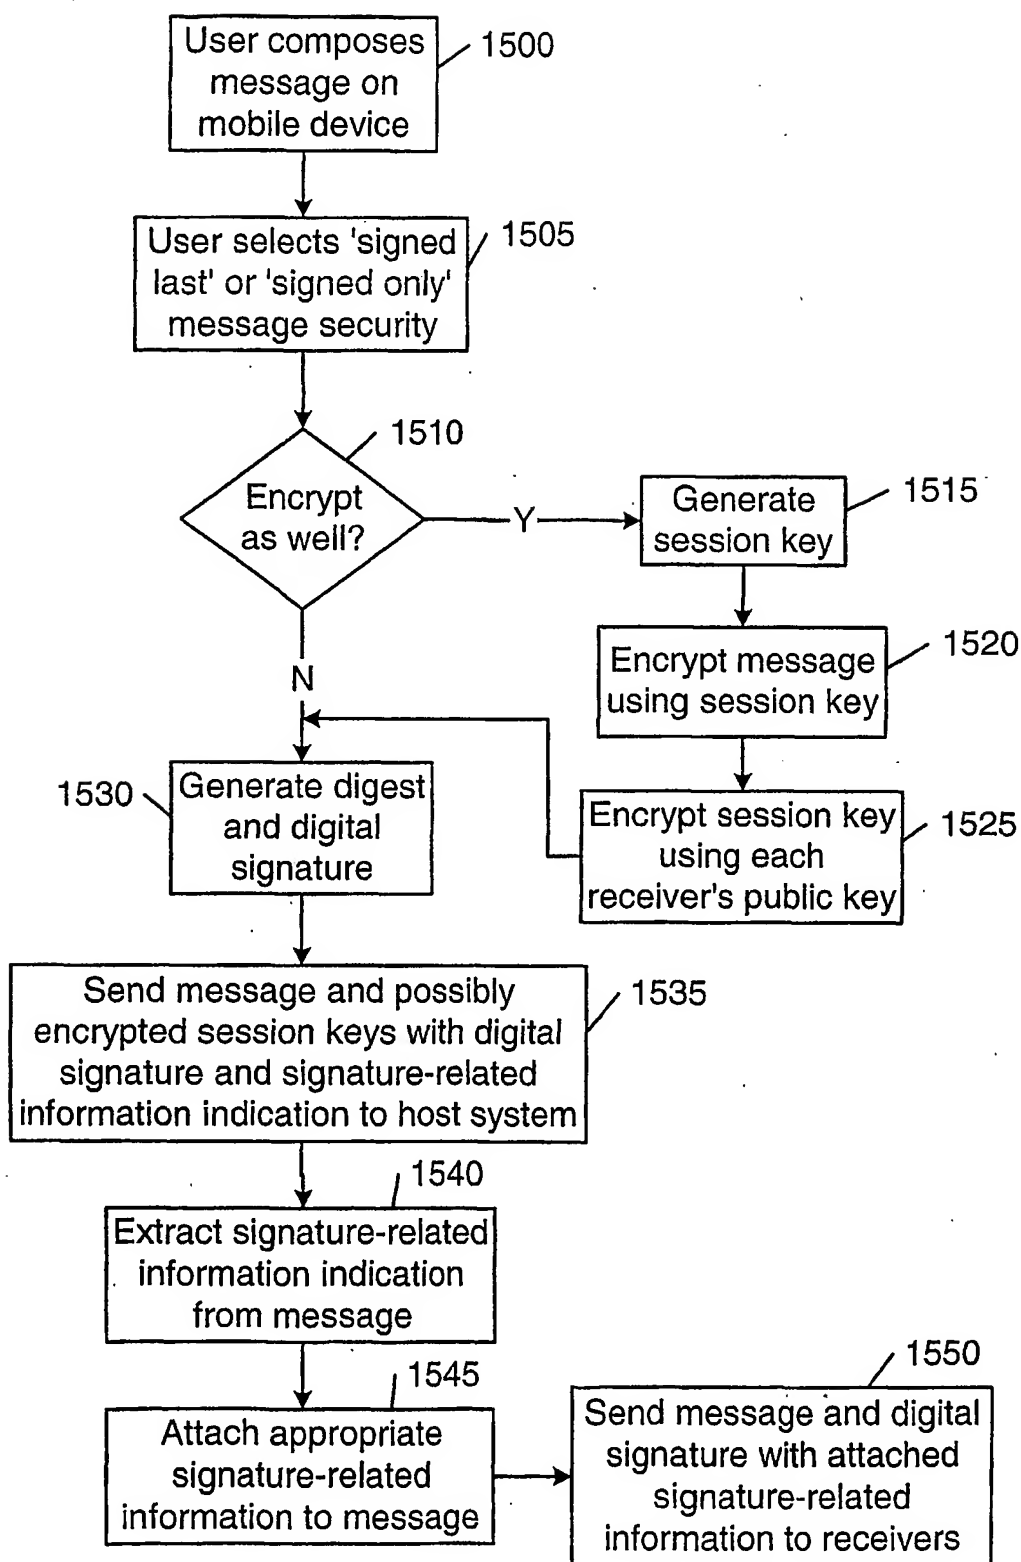 User composes
message on
mobile device
1500
User selects 'signed
last' or 'signed only'
message security
1505
1510
Encrypt
as well?
Y
N
Generate
session key
1515
Encrypt message
using session key
1520
Encrypt session key
using each
receiver's public key
1525
1530
Generate digest
and digital
signature
Send message and possibly
encrypted session keys with digital
signature and signature-related
information indication to host system
1535
1540
Extract signature-related
information indication
from message
1545
Attach appropriate
signature-related
information to message
1550
Send message and digital
signature with attached
signature-related
information to receivers